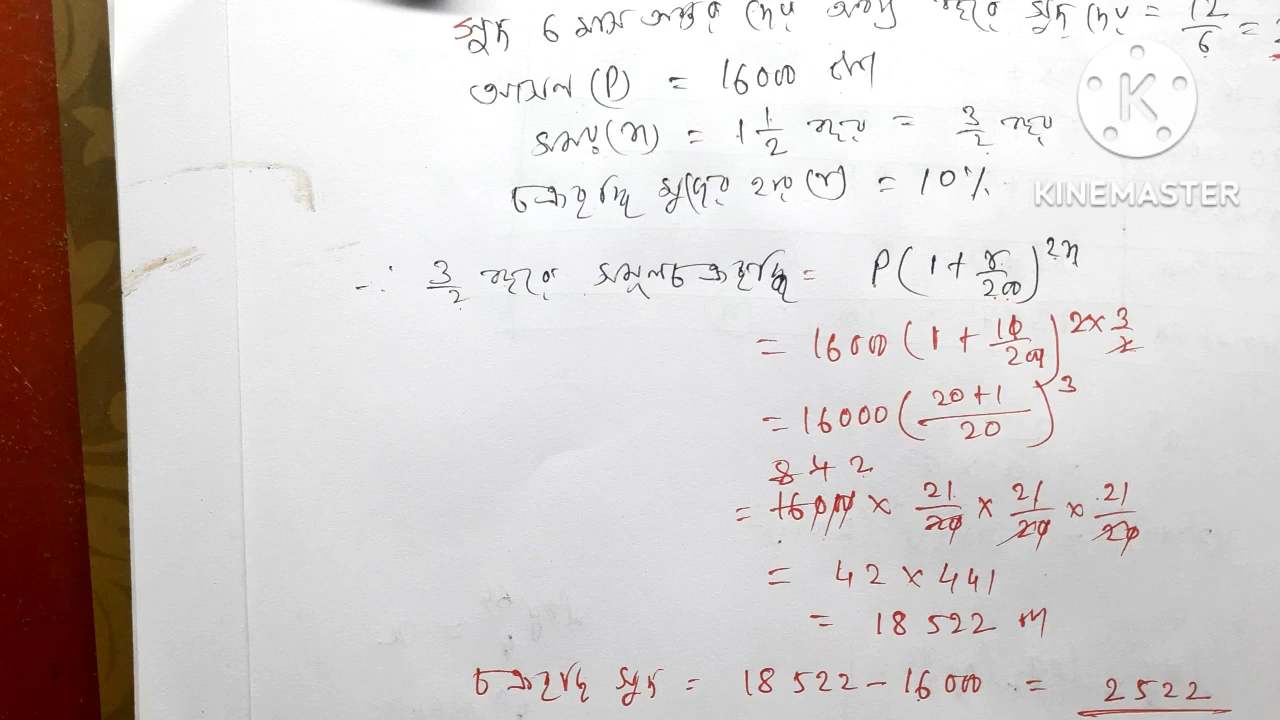 সুদ 6 মাস অন্তর দেয় অতএব বছরে সুদ দেয় = 12/6 =
আসল (P) = 16000 টাকা
সময় (n) = 1 1/2 বছর = 3/2 বছর
চক্রবৃদ্ধি সুদের হার (r) = 10%
KINEMASTER
∴ 3/2 বছরে সমূলচক্রবৃদ্ধি = P(1 + r/200)^2n
= 16000 (1 + 10/200)^2×3/2
= 16000 (20+1/20)^3
8 4 2
= 16000 × 21/20 × 21/20 × 21/20
= 42 × 441
= 18522 টা
চক্রবৃদ্ধি সুদ = 18522 - 16000 = 2522